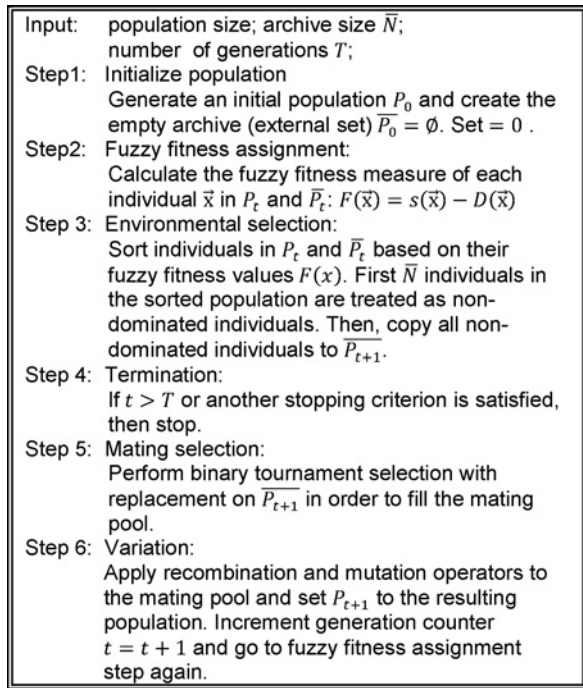 Input: population size; archive size N̅;
number of generations T;
Step1: Initialize population
Generate an initial population P₀ and create the
empty archive (external set) P̅₀ = ∅. Set = 0 .
Step2: Fuzzy fitness assignment:
Calculate the fuzzy fitness measure of each
individual x⃗ in Pₜ and P̅ₜ: F(x⃗) = s(x⃗) − D(x⃗)
Step 3: Environmental selection:
Sort individuals in Pₜ and P̅ₜ based on their
fuzzy fitness values F(x). First N̅ individuals in
the sorted population are treated as non-
dominated individuals. Then, copy all non-
dominated individuals to P̅ₜ₊₁.
Step 4: Termination:
If t > T or another stopping criterion is satisfied,
then stop.
Step 5: Mating selection:
Perform binary tournament selection with
replacement on P̅ₜ₊₁ in order to fill the mating
pool.
Step 6: Variation:
Apply recombination and mutation operators to
the mating pool and set Pₜ₊₁ to the resulting
population. Increment generation counter
t = t + 1 and go to fuzzy fitness assignment
step again.